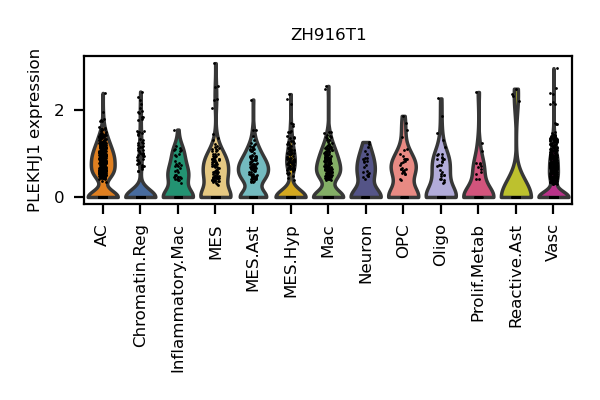 ZH916T1
PLEKHJ1 expression
2
0
AC
Chromatin.Reg
Inflammatory.Mac
MES
MES.Ast
MES.Hyp
Mac
Neuron
OPC
Oligo
Prolif.Metab
Reactive.Ast
Vasc